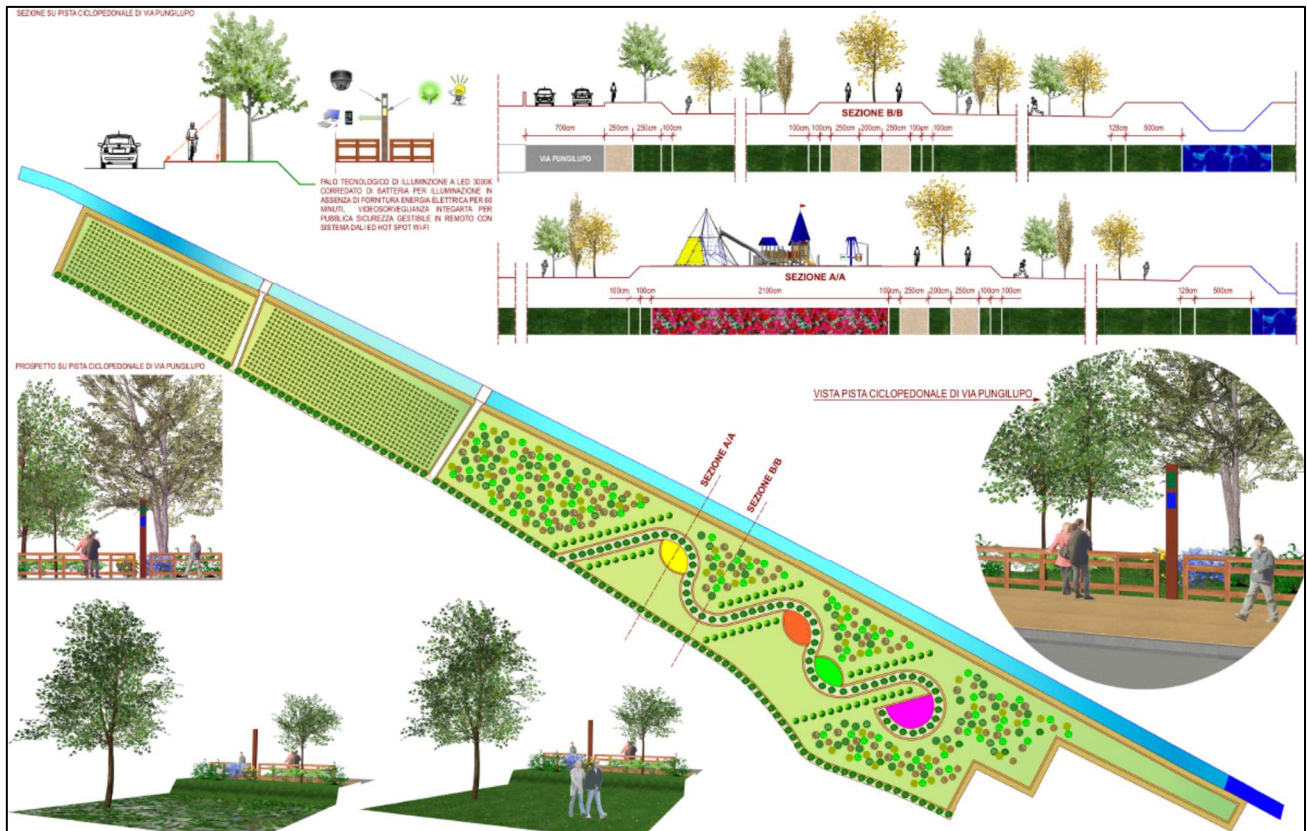 SEZIONE SU PISTA CICLOPEDONALE DI VIA PUNGILUPO
PALO TECNOLOGICO DI ILLUMINZIONE A LED 3000K
CORREDATO DI BATTERIA PER ILLUMINAZIONE IN
ASSENZA DI FORNITURA ENERGIA ELETTRICA PER 60
MINUTI, VIDEOSORVEGLIANZA INTEGARTA PER
PUBBLICA SICUREZZA GESTIBILE IN REMOTO CON
SISTEMA DALI ED HOT SPOT WI-FI
SEZIONE B/B
700cm 250cm 250cm 100cm
100cm 100cm 250cm 200cm 250cm 100cm 100cm
128cm 500cm
VIA PUNGILUPO
SEZIONE A/A
100cm 100cm 2100cm 100cm 250cm 200cm 250cm 100cm 100cm
128cm 500cm
PROSPETTO SU PISTA CICLOPEDONALE DI VIA PUNGILUPO
VISTA PISTA CICLOPEDONALE DI VIA PUNGILUPO
SEZIONE A/A
SEZIONE B/B